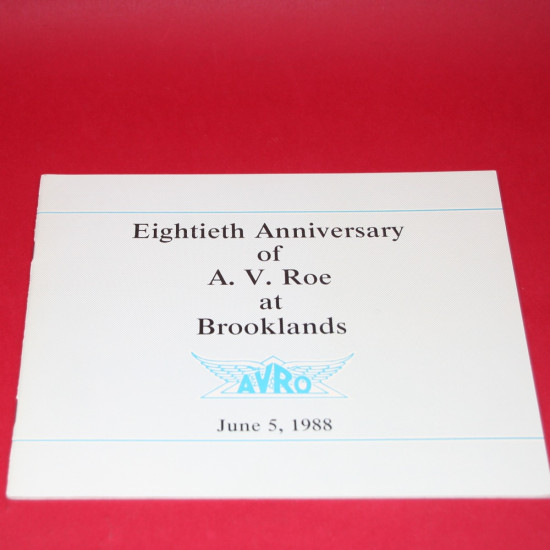 Eightieth Anniversary
of
A. V. Roe
at
Brooklands
AVRO
June 5, 1988